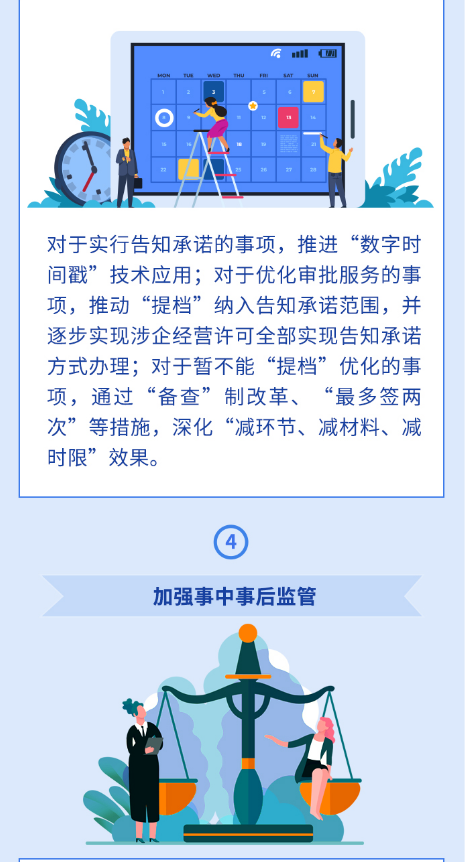 MON TUE WED THU FRI SAT SUN
对于实行告知承诺的事项，推进“数字时
间戳”技术应用；对于优化审批服务的事
项，推动“提档”纳入告知承诺范围，并
逐步实现涉企经营许可全部实现告知承诺
方式办理；对于暂不能“提档”优化的事
项，通过“备查”制改革、“最多签两
次”等措施，深化“减环节、减材料、减
时限”效果。
4
加强事中事后监管